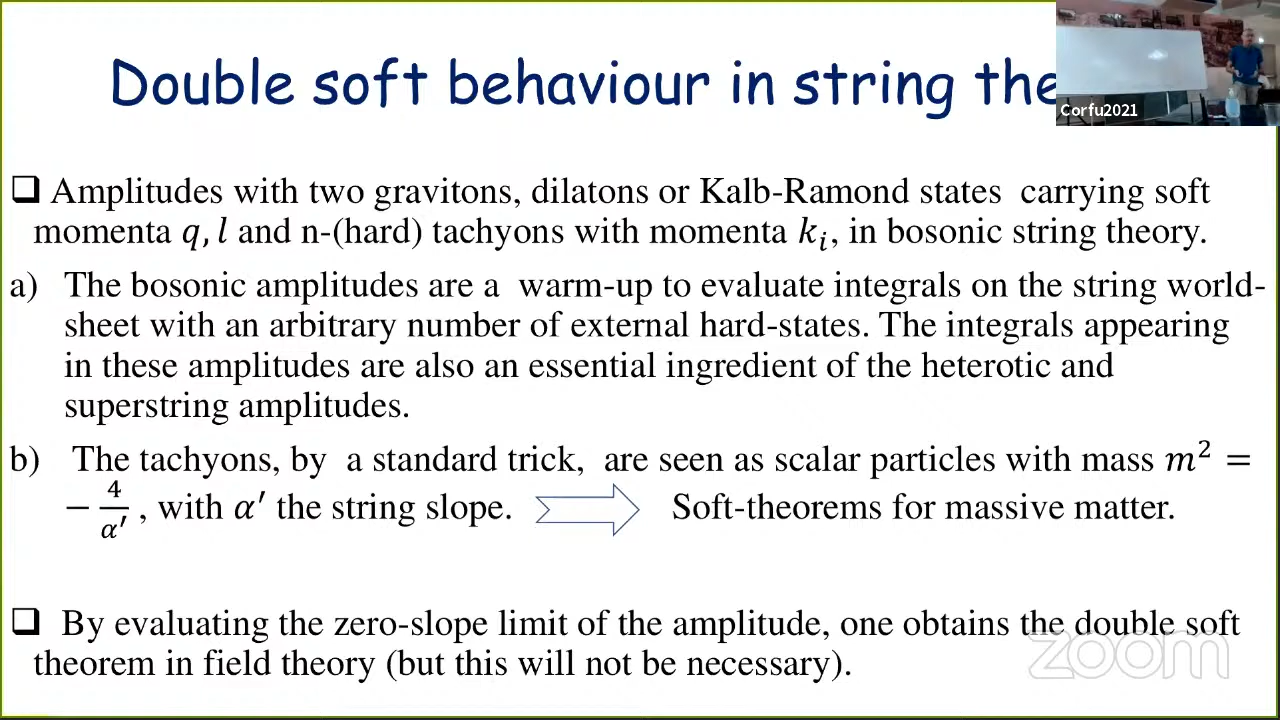 Double soft behaviour in string the
Corfu2021
❑ Amplitudes with two gravitons, dilatons or Kalb-Ramond states carrying soft
momenta q, l and n-(hard) tachyons with momenta kᵢ, in bosonic string theory.
a) The bosonic amplitudes are a warm-up to evaluate integrals on the string world-
sheet with an arbitrary number of external hard-states. The integrals appearing
in these amplitudes are also an essential ingredient of the heterotic and
superstring amplitudes.
b) The tachyons, by a standard trick, are seen as scalar particles with mass m² =
− 4/α′ , with α′ the string slope. Soft-theorems for massive matter.
❑ By evaluating the zero-slope limit of the amplitude, one obtains the double soft
theorem in field theory (but this will not be necessary).
zoom